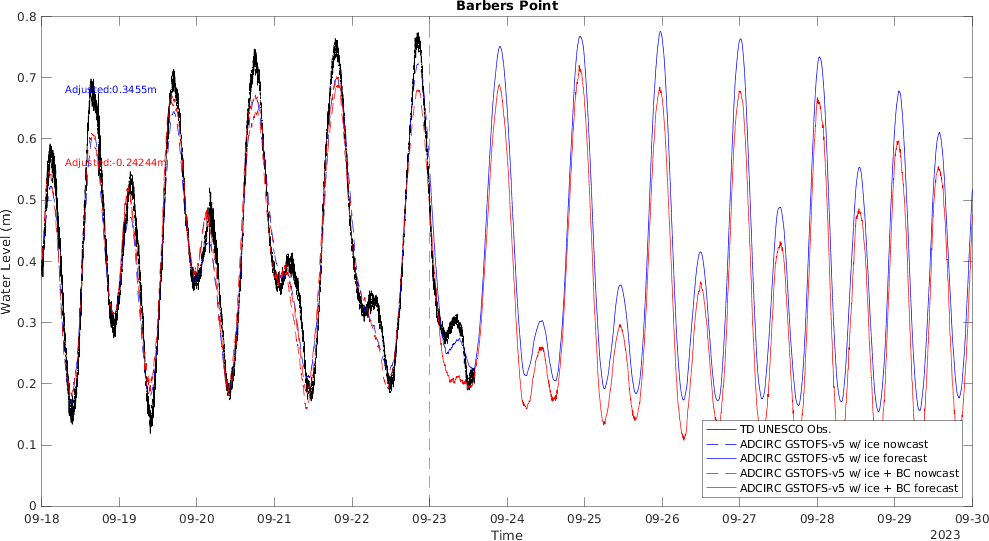 Barbers Point
0.8
0.7
0.6
0.5
0.4
0.3
0.2
0.1
0
Water Level (m)
Adjusted:0.3455m
Adjusted:-0.24244m
TD UNESCO Obs.
ADCIRC GSTOFS-v5 w/ ice nowcast
ADCIRC GSTOFS-v5 w/ ice forecast
ADCIRC GSTOFS-v5 w/ ice + BC nowcast
ADCIRC GSTOFS-v5 w/ ice + BC forecast
09-18 09-19 09-20 09-21 09-22 09-23 09-24 09-25 09-26 09-27 09-28 09-29 09-30
Time
2023